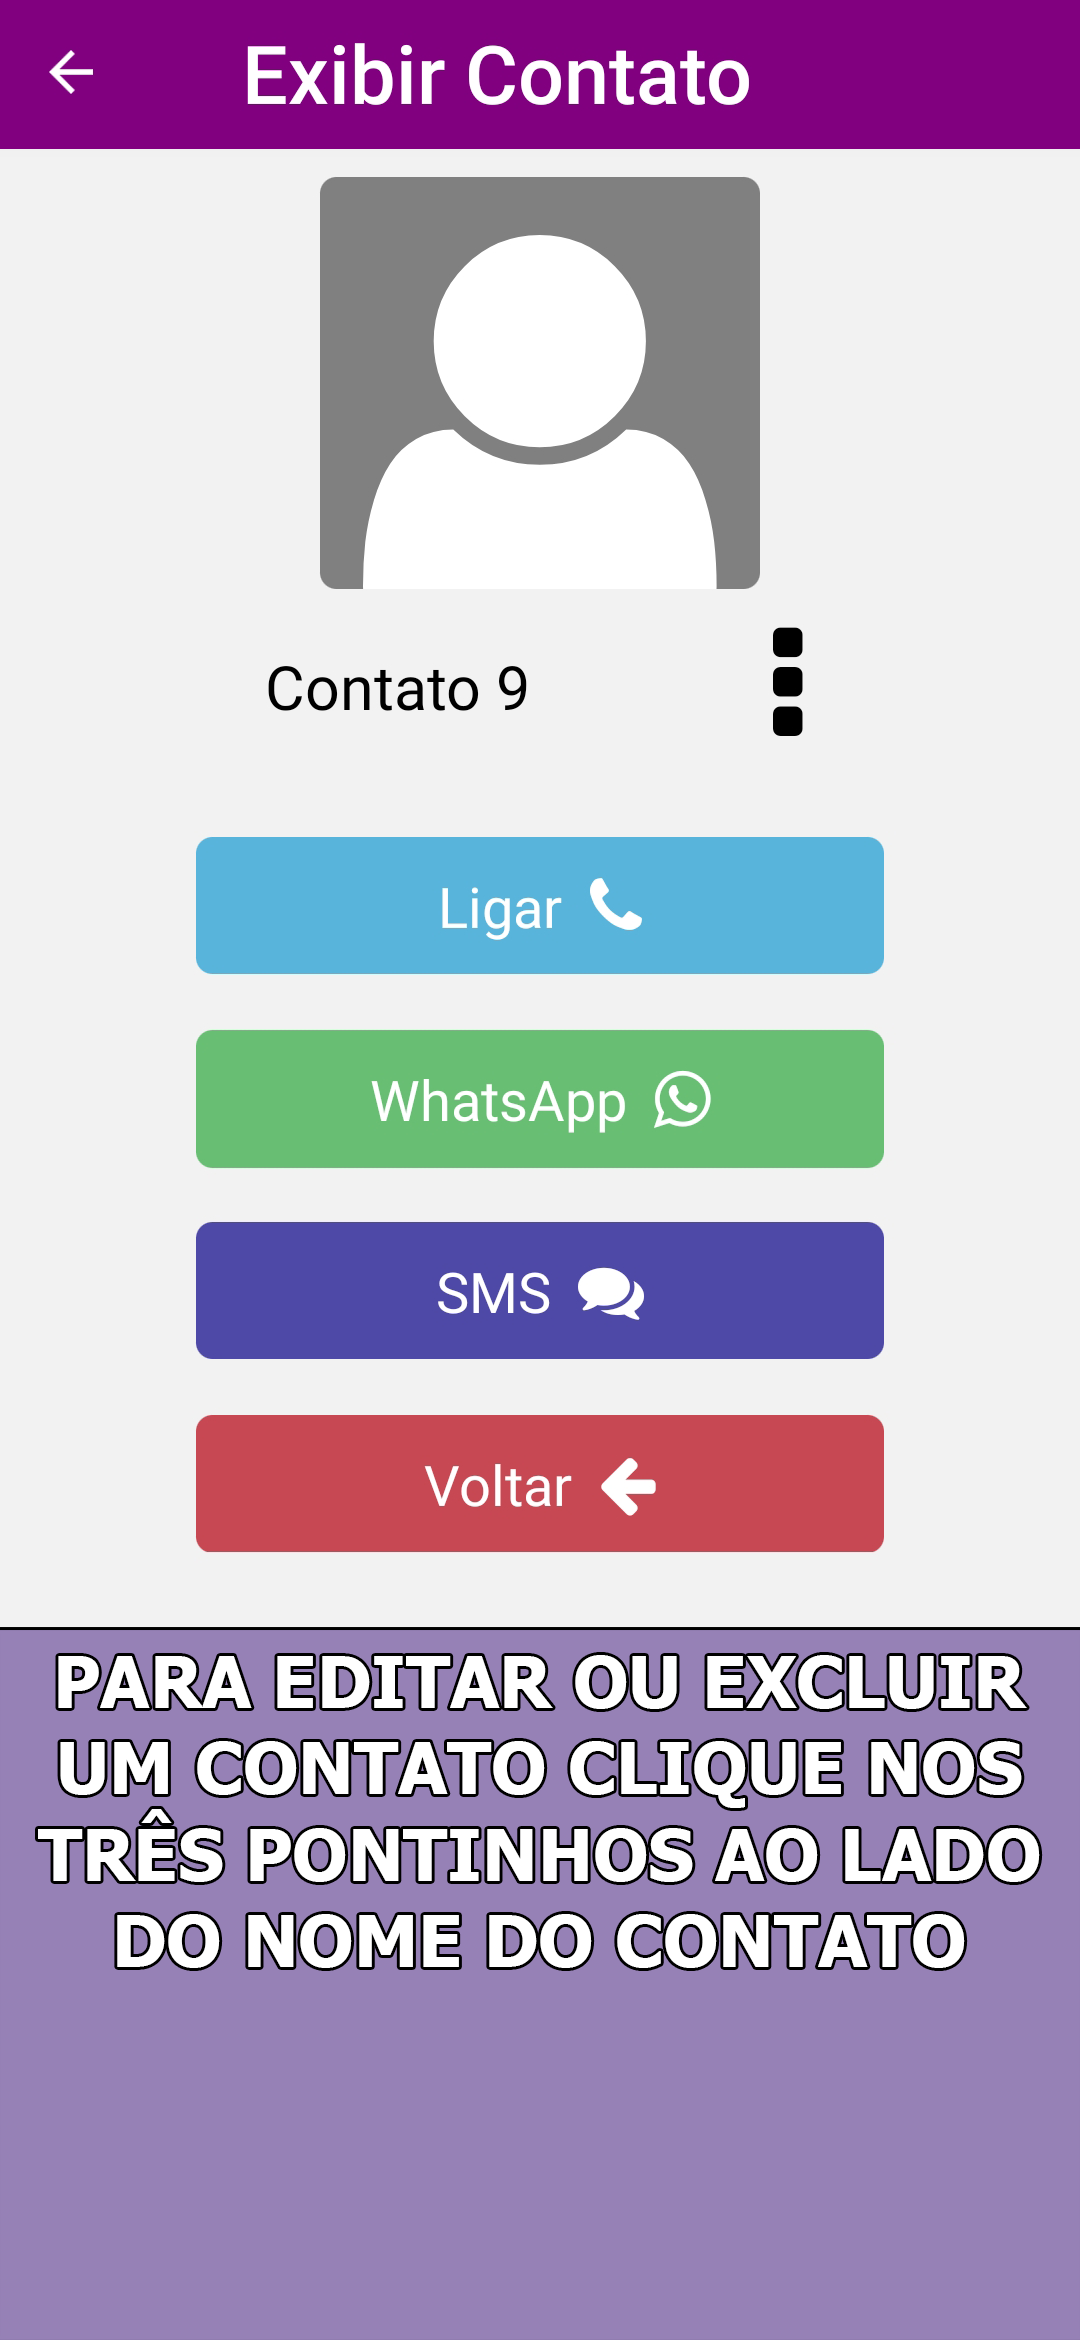 Exibir Contato
Contato 9
Ligar
WhatsApp
SMS
Voltar
PARA EDITAR OU EXCLUIR
UM CONTATO CLIQUE NOS
TRÊS PONTINHOS AO LADO
DO NOME DO CONTATO